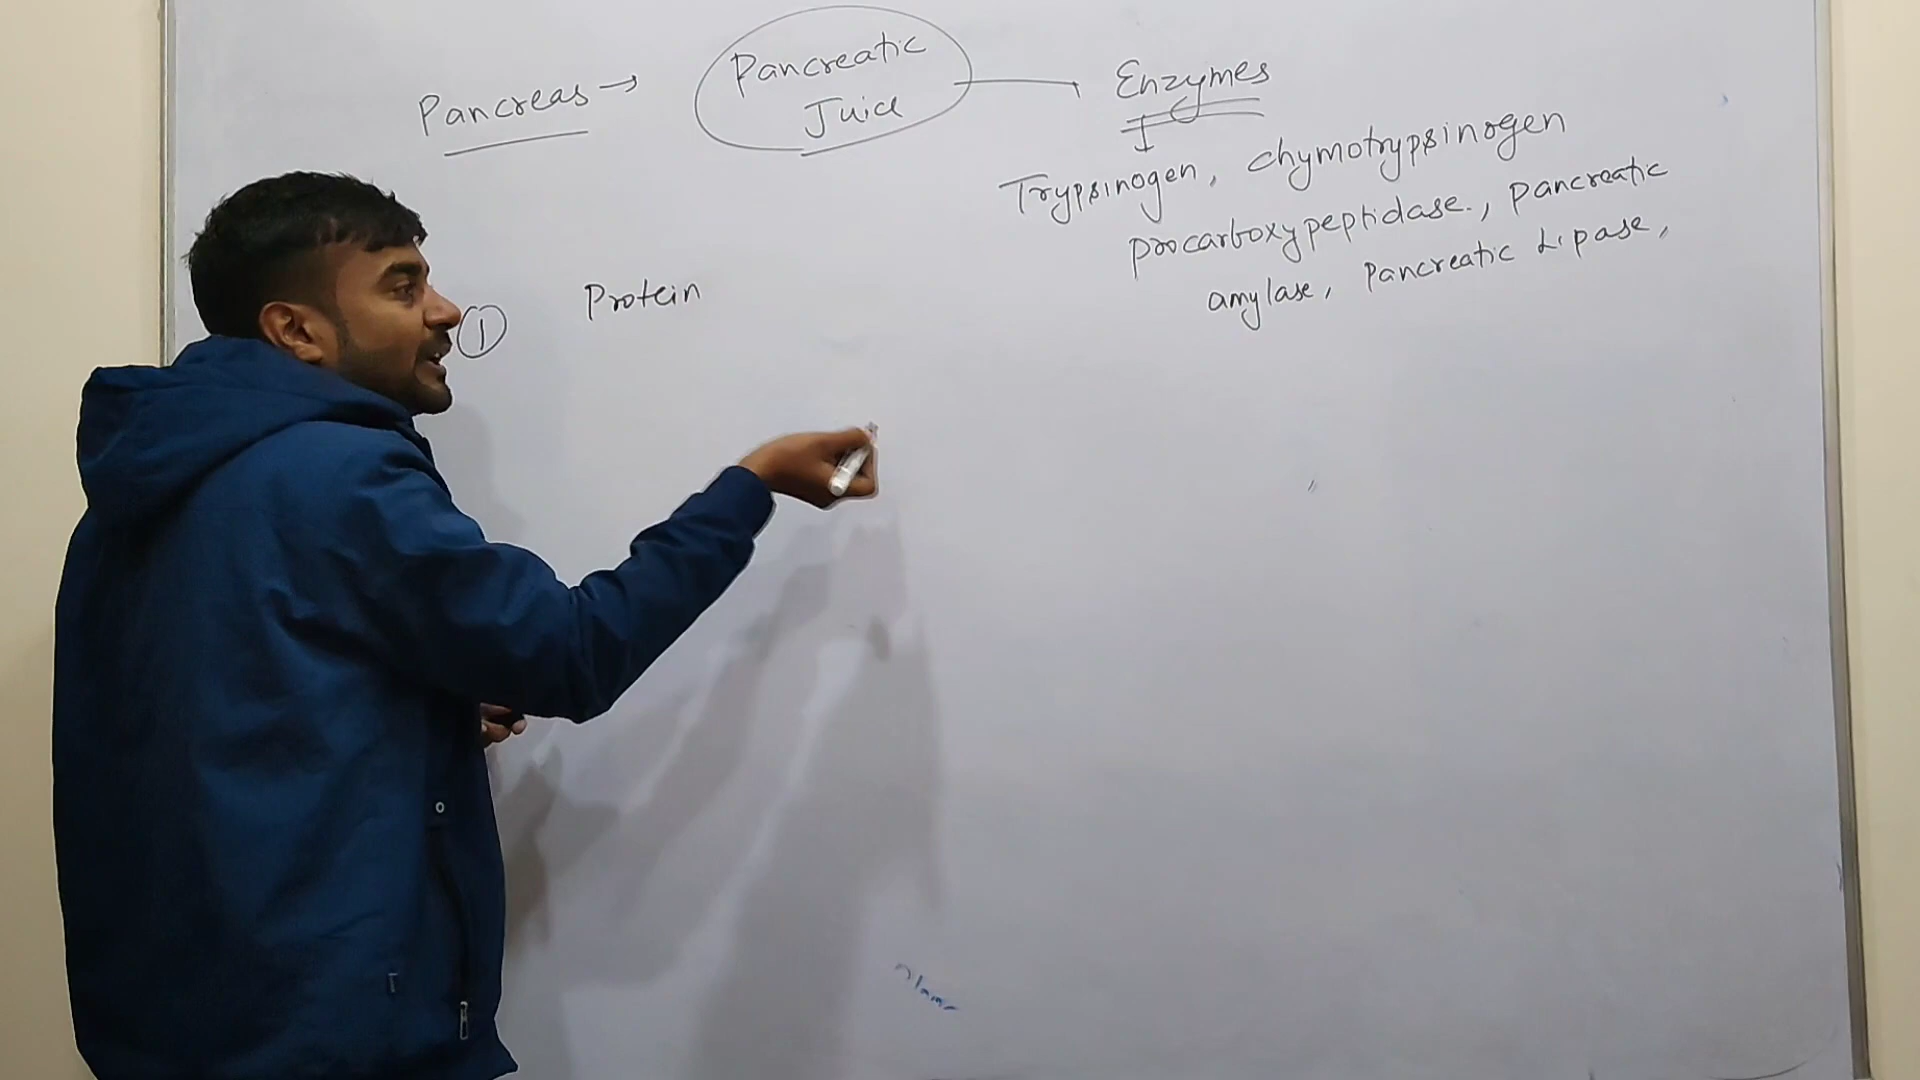 Pancreas →
Pancreatic
Juice
Enzymes
Trypsinogen, chymotrypsinogen
procarboxypeptidase, pancreatic
amylase, pancreatic Lipase,
① Protein